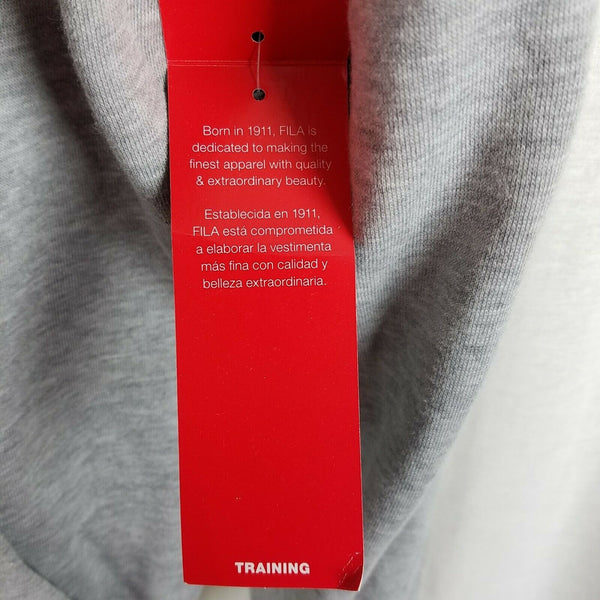 Born in 1911, FILA is
dedicated to making the
finest apparel with quality
& extraordinary beauty.
Establecida en 1911,
FILA está comprometida
a elaborar la vestimenta
más fina con calidad y
belleza extraordinaria.
TRAINING